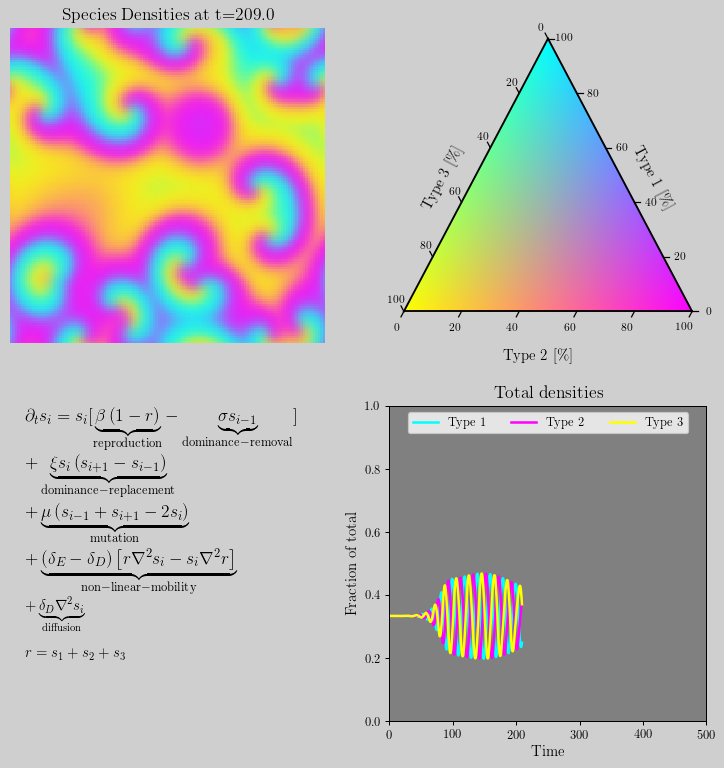 Species Densities at t=209.0
0
100
20
80
40
60
Type 3 [%]
Type 1 [%]
60
40
80
20
100
0
0
20
40
60
80
100
Type 2 [%]
∂ₜsᵢ = sᵢ[ β (1 − r) − σsᵢ₋₁ ]
reproduction dominance−removal
+ ξsᵢ (sᵢ₊₁ − sᵢ₋₁)
dominance−replacement
+ μ (sᵢ₋₁ + sᵢ₊₁ − 2sᵢ)
mutation
+ (δ_E − δ_D) [r∇²sᵢ − sᵢ∇²r]
non−linear−mobility
+ δ_D∇²sᵢ
diffusion
r = s₁ + s₂ + s₃
Total densities
1.0
Type 1 Type 2 Type 3
0.8
0.6
Fraction of total
0.4
0.2
0.0
0 100 200 300 400 500
Time